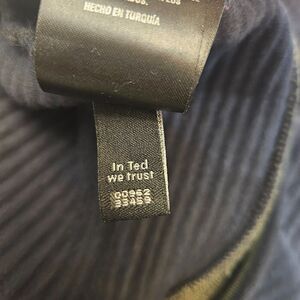 HECHO EN TURQUÍA
In Ted
we trust
00962
33459